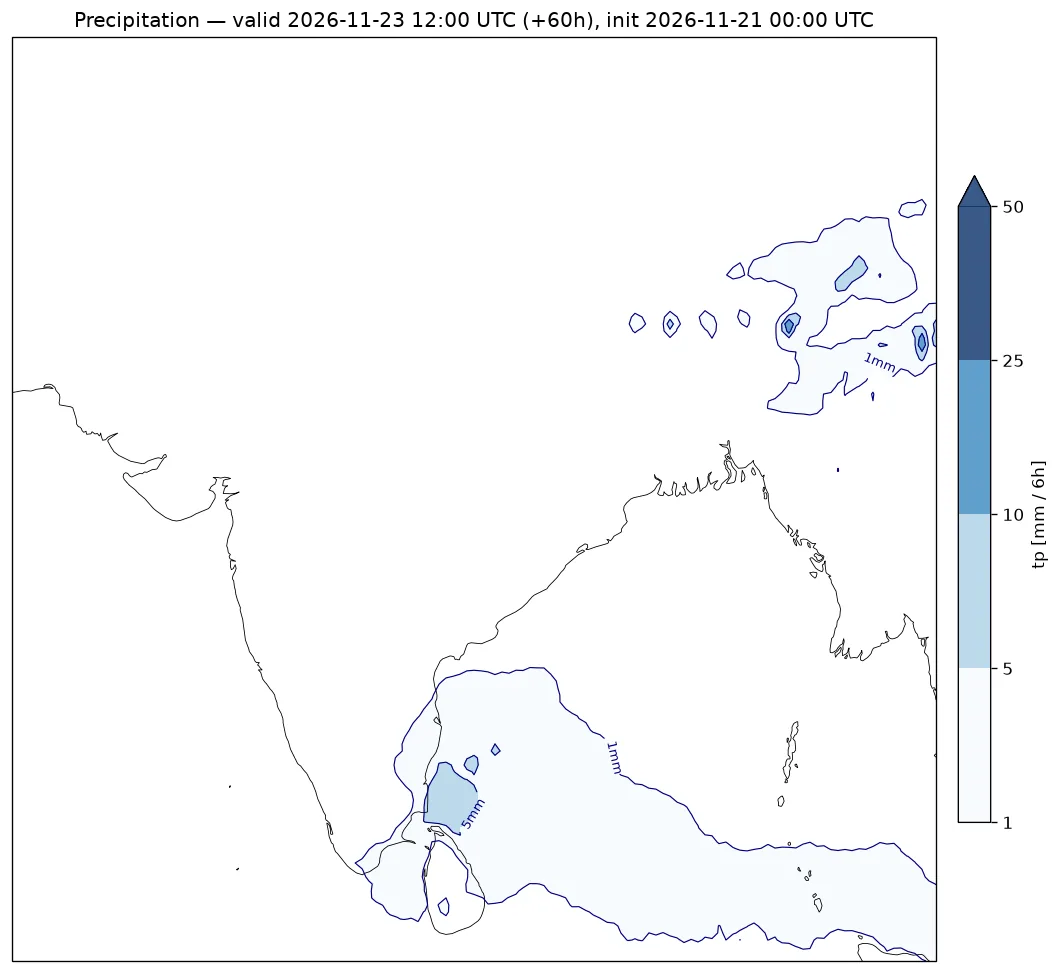 Precipitation — valid 2026-11-23 12:00 UTC (+60h), init 2026-11-21 00:00 UTC
50
25
10
5
1
tp [mm / 6h]
1mm
1mm
5mm